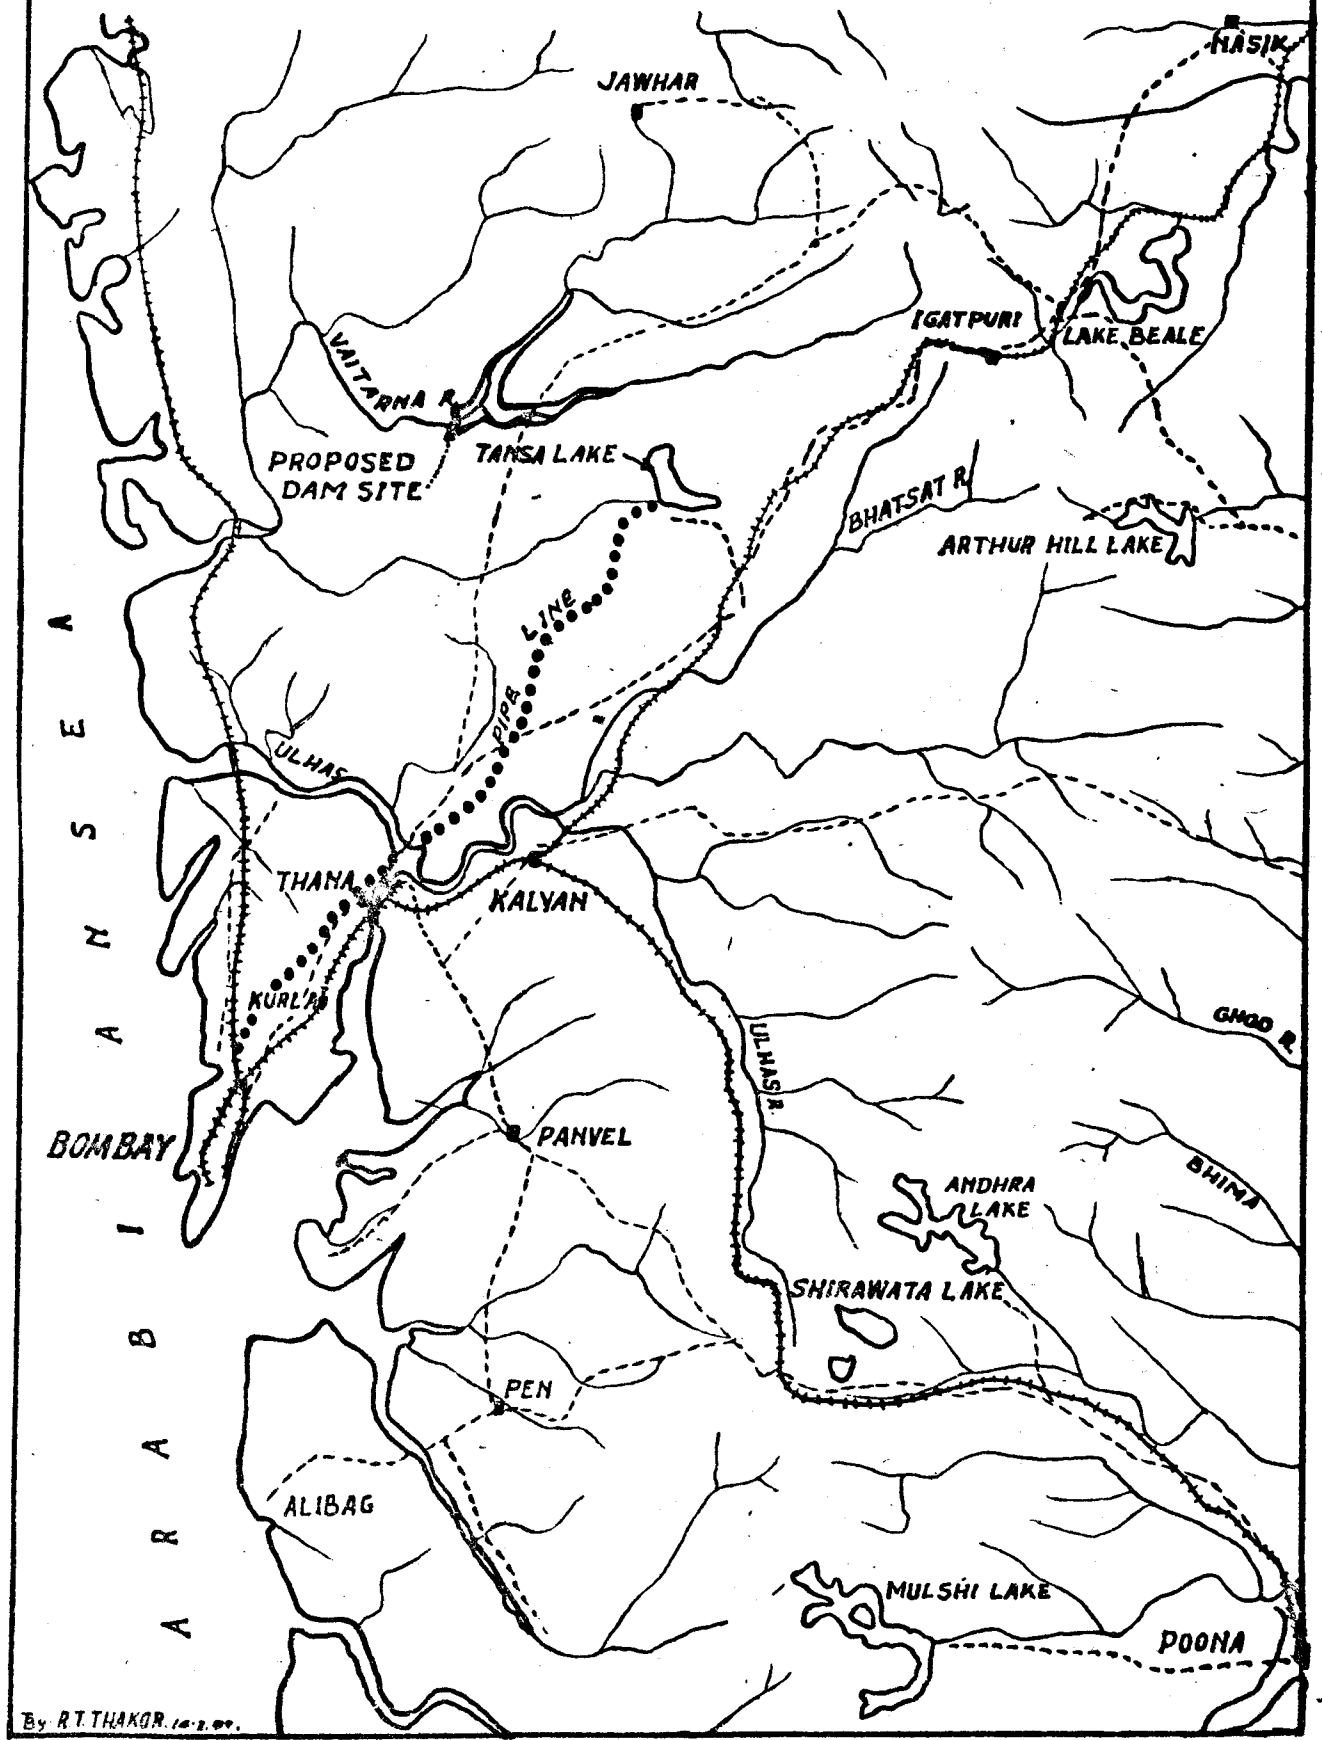 NASIK
JAWHAR
IGATPURI
LAKE BEALE
VAITARNA R.
PROPOSED
DAM SITE
TANSA LAKE
BHATSAT R.
ARTHUR HILL LAKE
PIPE LINE
ULHAS
THANA
KALYAN
KURLA
GHOD R.
ULHAS R.
BOMBAY
PANVEL
BHIMA
ANDHRA
LAKE
SHIRAWATA LAKE
PEN
ALIBAG
MULSHI LAKE
POONA
ARABIAN SEA
By R.T. THAKOR.